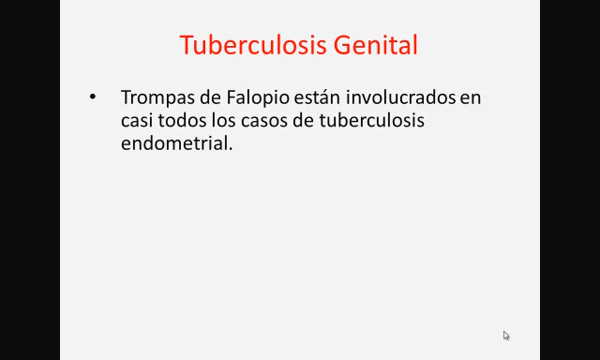 Tuberculosis Genital
• Trompas de Falopio están involucrados en
casi todos los casos de tuberculosis
endometrial.